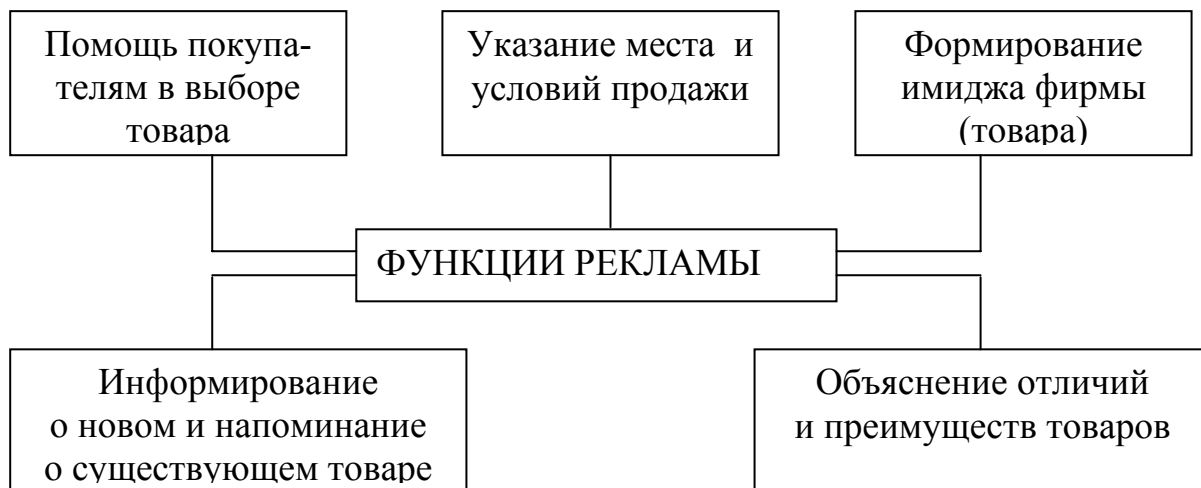 Помощь покупа-
телям в выборе
товара
Указание места и
условий продажи
Формирование
имиджа фирмы
(товара)
ФУНКЦИИ РЕКЛАМЫ
Информирование
о новом и напоминание
о существующем товаре
Объяснение отличий
и преимуществ товаров